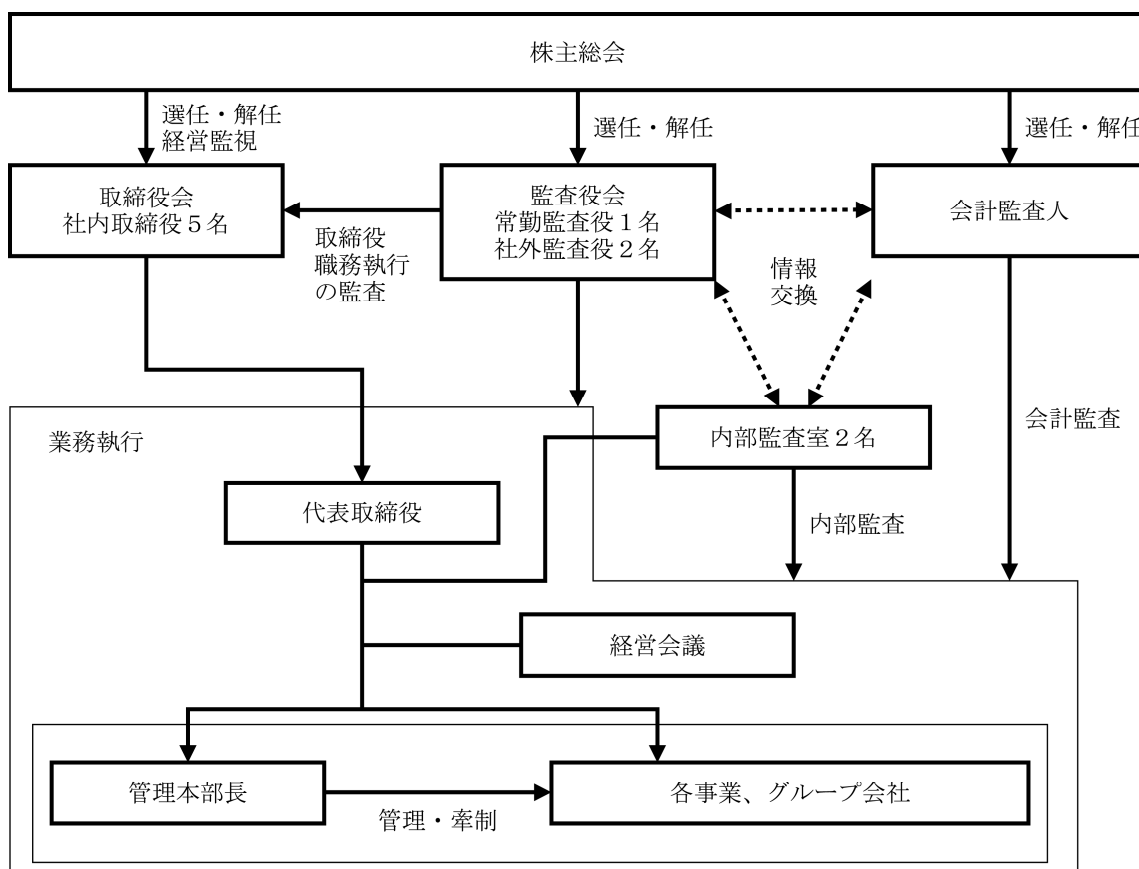 株主総会
選任・解任
経営監視
選任・解任
選任・解任
取締役会
社内取締役５名
監査役会
常勤監査役１名
社外監査役２名
会計監査人
取締役
職務執行
の監査
情報
交換
業務執行
内部監査室２名
会計監査
代表取締役
内部監査
経営会議
管理本部長
各事業、グループ会社
管理・牽制